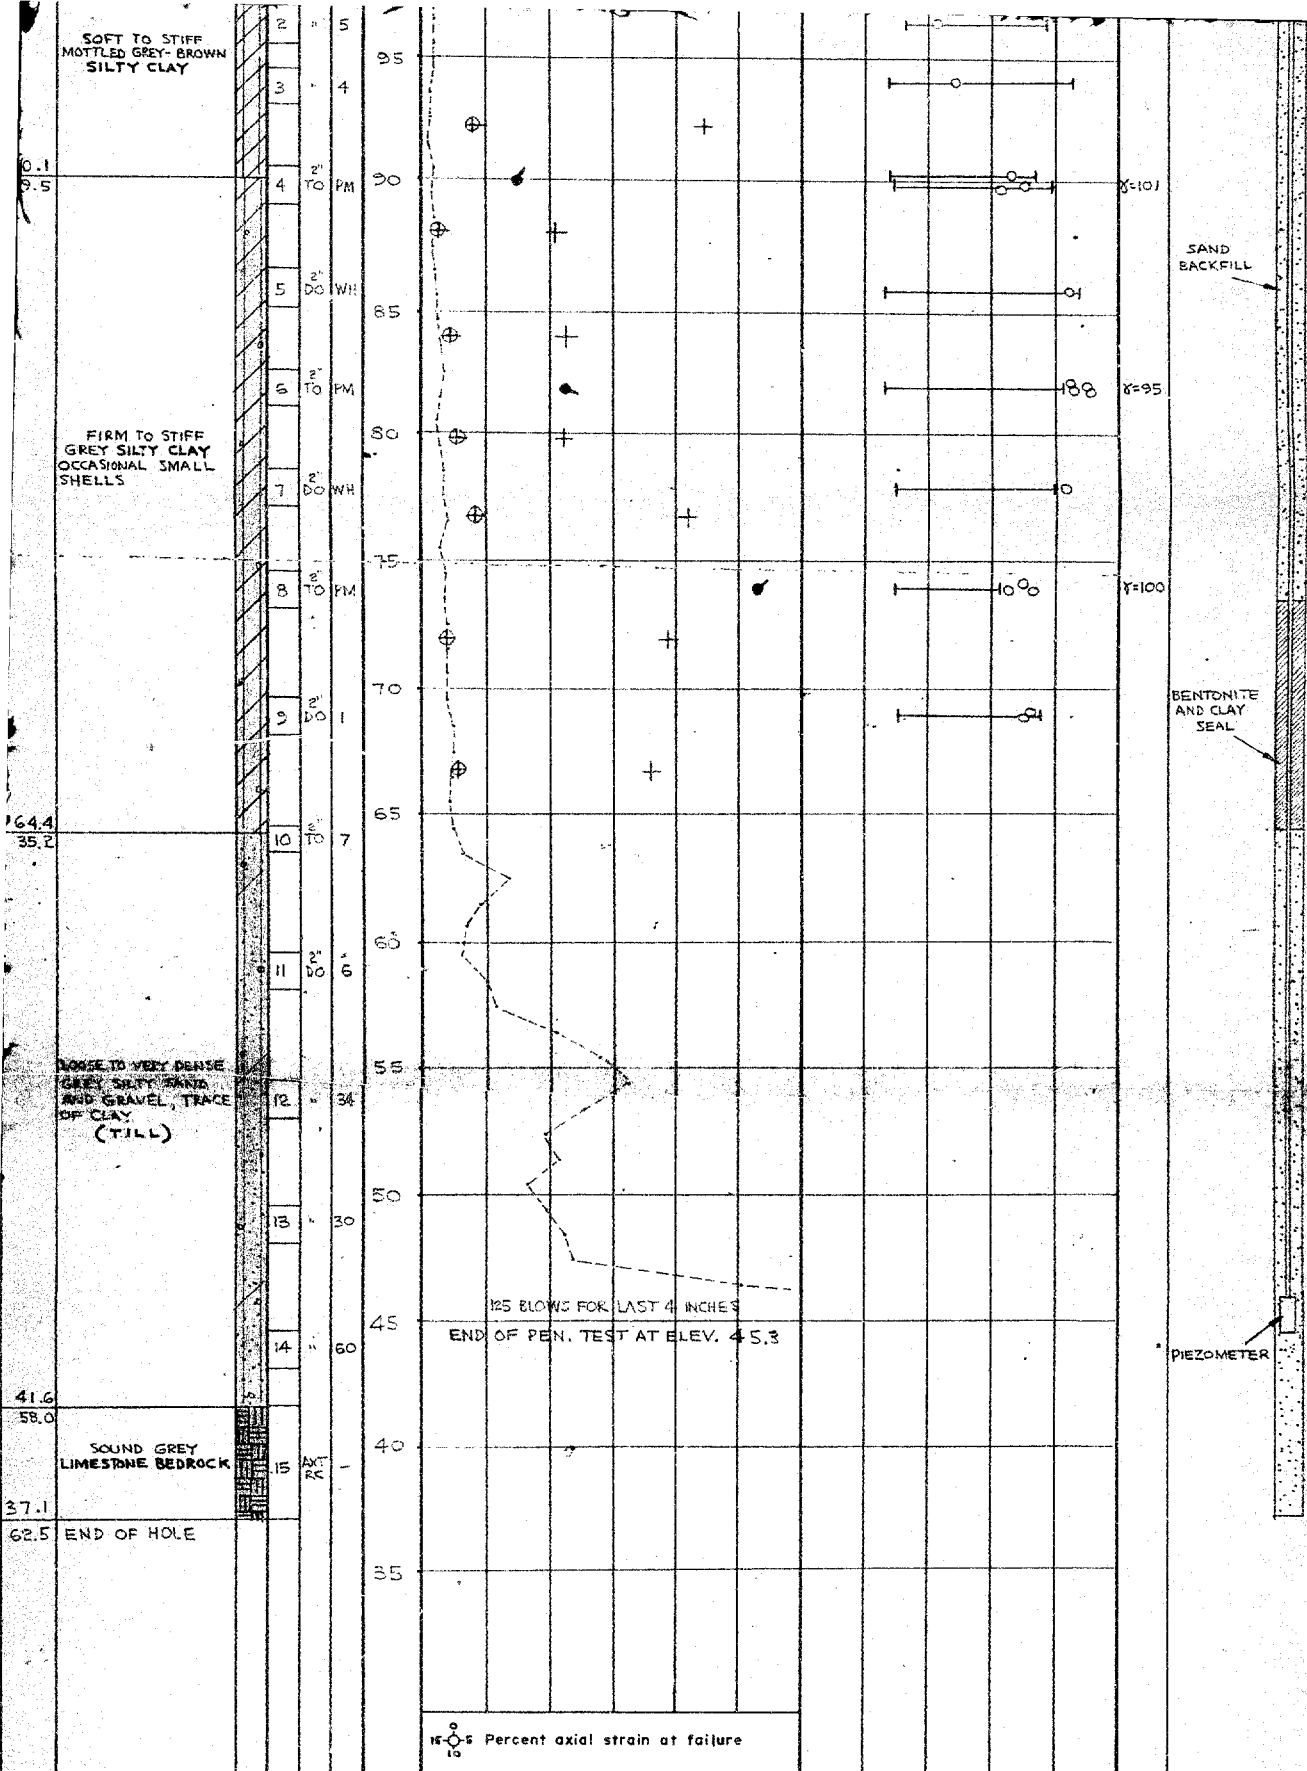 SOFT TO STIFF
MOTTLED GREY-BROWN
SILTY CLAY
2 " 5
95
3 " 4
0.1
9.5
4 2" TO PM
90
γ=101
SAND
BACKFILL
5 2" DO WH
85
6 2" TO PM
γ=95
80
FIRM TO STIFF
GREY SILTY CLAY
OCCASIONAL SMALL
SHELLS
7 2" DO WH
75
8 2" TO PM
γ=100
70
9 2" DO 1
BENTONITE
AND CLAY
SEAL
65
64.4
35.2
10 2" TO 7
60
11 2" DO 6
55
LOOSE TO VERY DENSE
GREY SILTY SAND
AND GRAVEL, TRACE
OF CLAY
(TILL)
12 " 34
50
13 " 30
125 BLOWS FOR LAST 4 INCHES
45
END OF PEN. TEST AT ELEV. 45.3
14 " 60
PIEZOMETER
41.6
58.0
40
SOUND GREY
LIMESTONE BEDROCK
15 AXT RC -
37.1
62.5 END OF HOLE
35
0
15 5 Percent axial strain at failure
10